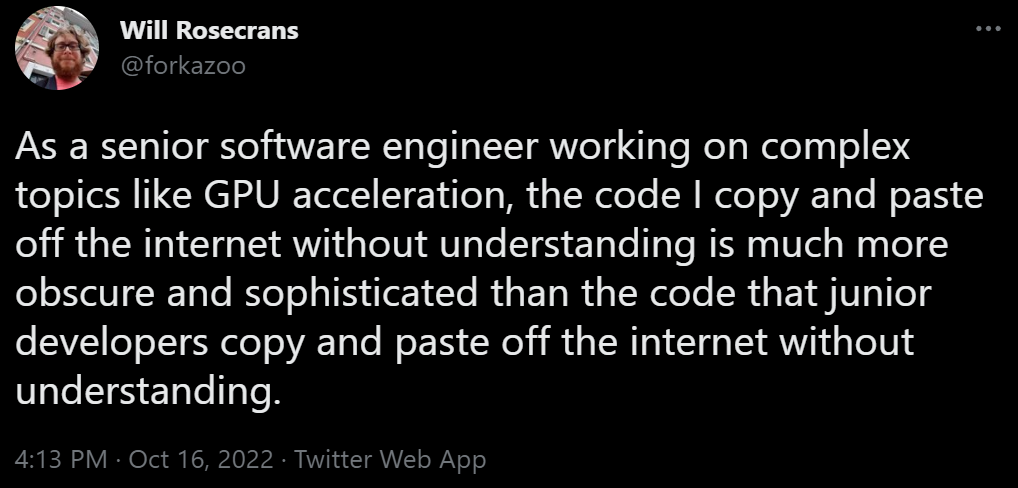 Will Rosecrans
@forkazoo
As a senior software engineer working on complex
topics like GPU acceleration, the code I copy and paste
off the internet without understanding is much more
obscure and sophisticated than the code that junior
developers copy and paste off the internet without
understanding.
4:13 PM · Oct 16, 2022 · Twitter Web App